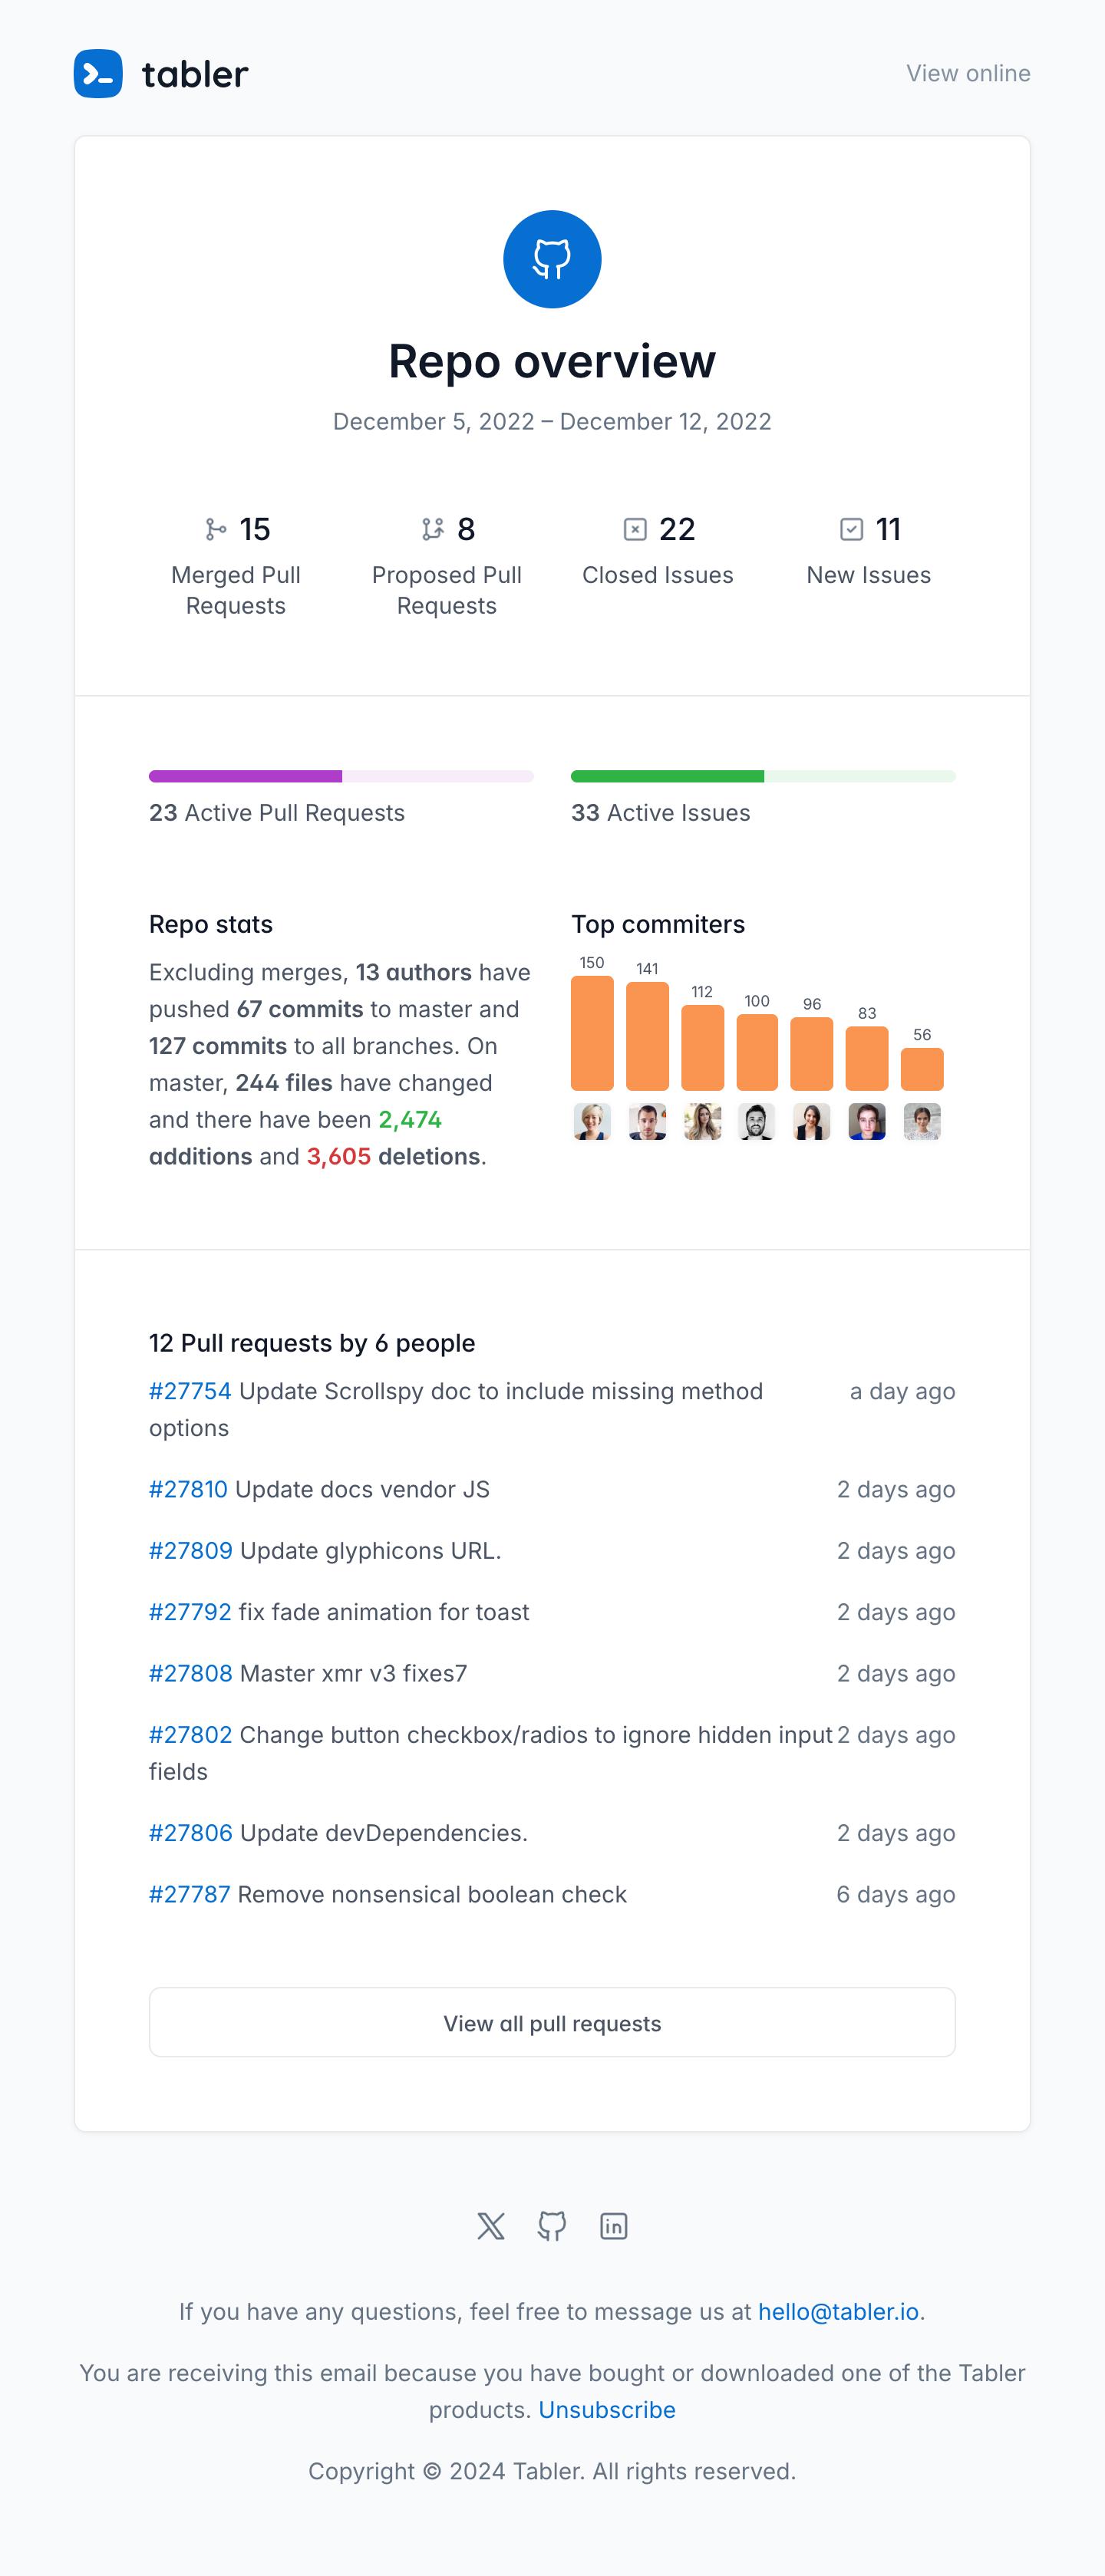 tabler
View online
Repo overview
December 5, 2022 – December 12, 2022
15
8
22
11
Merged Pull
Requests
Proposed Pull
Requests
Closed Issues
New Issues
23 Active Pull Requests
33 Active Issues
Repo stats
Excluding merges, 13 authors have
pushed 67 commits to master and
127 commits to all branches. On
master, 244 files have changed
and there have been 2,474
additions and 3,605 deletions.
Top commiters
150
141
112
100
96
83
56
12 Pull requests by 6 people
#27754 Update Scrollspy doc to include missing method
options
a day ago
#27810 Update docs vendor JS
2 days ago
#27809 Update glyphicons URL.
2 days ago
#27792 fix fade animation for toast
2 days ago
#27808 Master xmr v3 fixes7
2 days ago
#27802 Change button checkbox/radios to ignore hidden input
fields
2 days ago
#27806 Update devDependencies.
2 days ago
#27787 Remove nonsensical boolean check
6 days ago
View all pull requests
If you have any questions, feel free to message us at hello@tabler.io.
You are receiving this email because you have bought or downloaded one of the Tabler
products. Unsubscribe
Copyright © 2024 Tabler. All rights reserved.